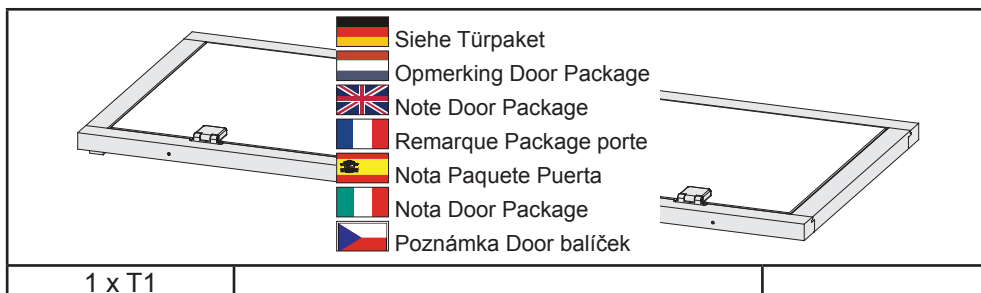 Siehe Türpaket
Opmerking Door Package
Note Door Package
Remarque Package porte
Nota Paquete Puerta
Nota Door Package
Poznámka Door balíček
1 x T1